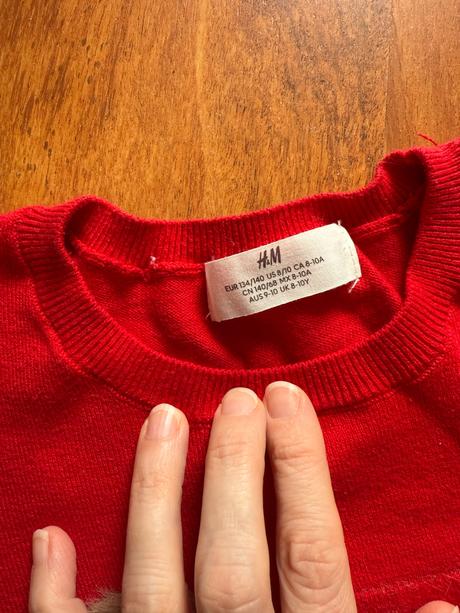 H&M
EUR 134/140 US 8/10 CA 8-10A
CN 140/68 MX 8-10A
AUS 9-10 UK 8-10Y